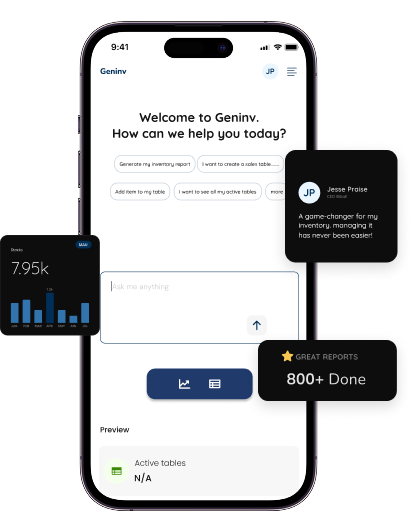 9:41
Geninv
JP
Welcome to Geninv.
How can we help you today?
Generate my inventory report
I want to create a sales table......
Add item to my table
I want to see all my active tables
more
JP
Jesse Praise
A game-changer for my
inventory, managing it
has never been easier!
MAR
7.95k
Ask me anything
GREAT REPORTS
800+ Done
Preview
Active tables
N/A